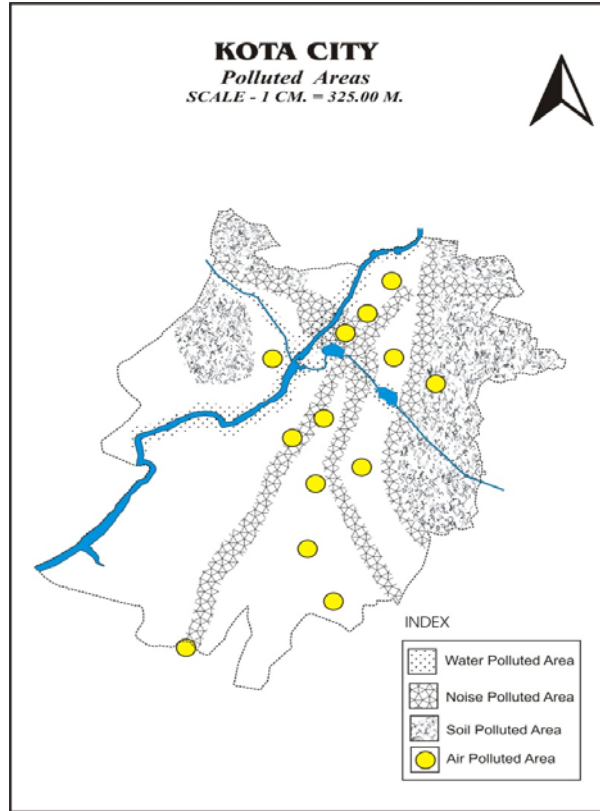 KOTA CITY
Polluted Areas
SCALE - 1 CM. = 325.00 M.
INDEX
Water Polluted Area
Noise Polluted Area
Soil Polluted Area
Air Polluted Area